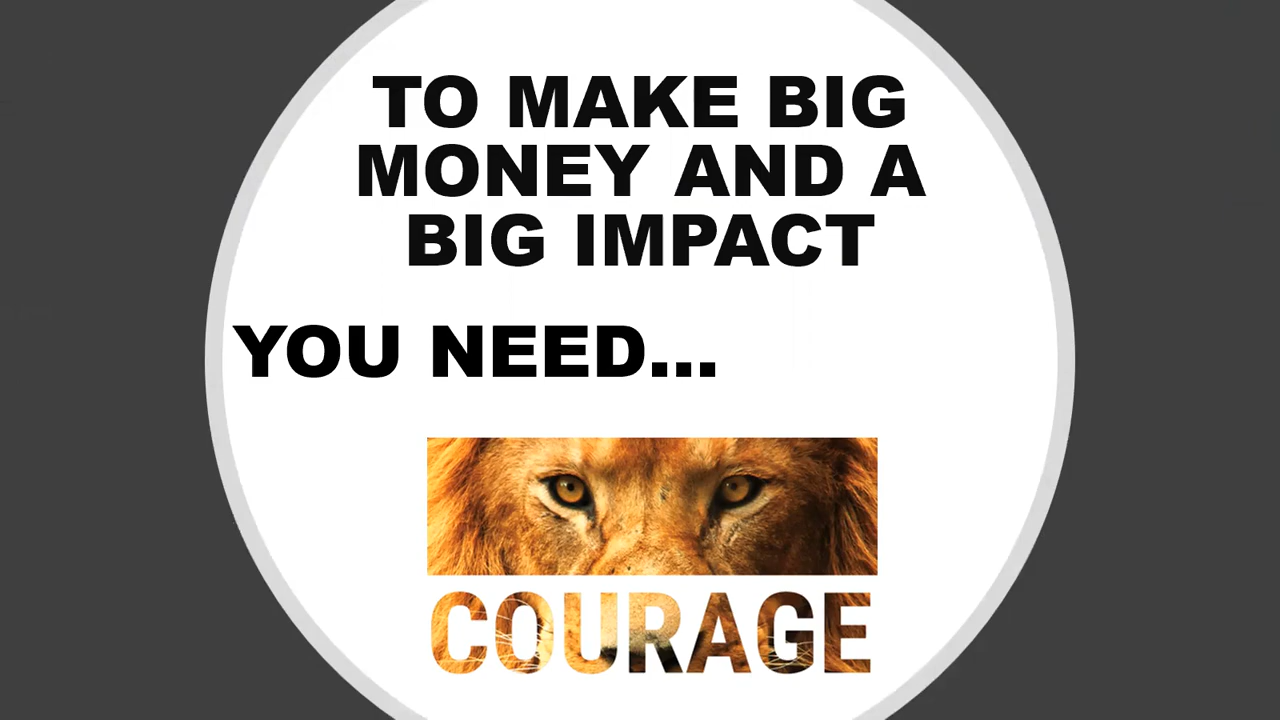 TO MAKE BIG
MONEY AND A
BIG IMPACT
YOU NEED...
COURAGE